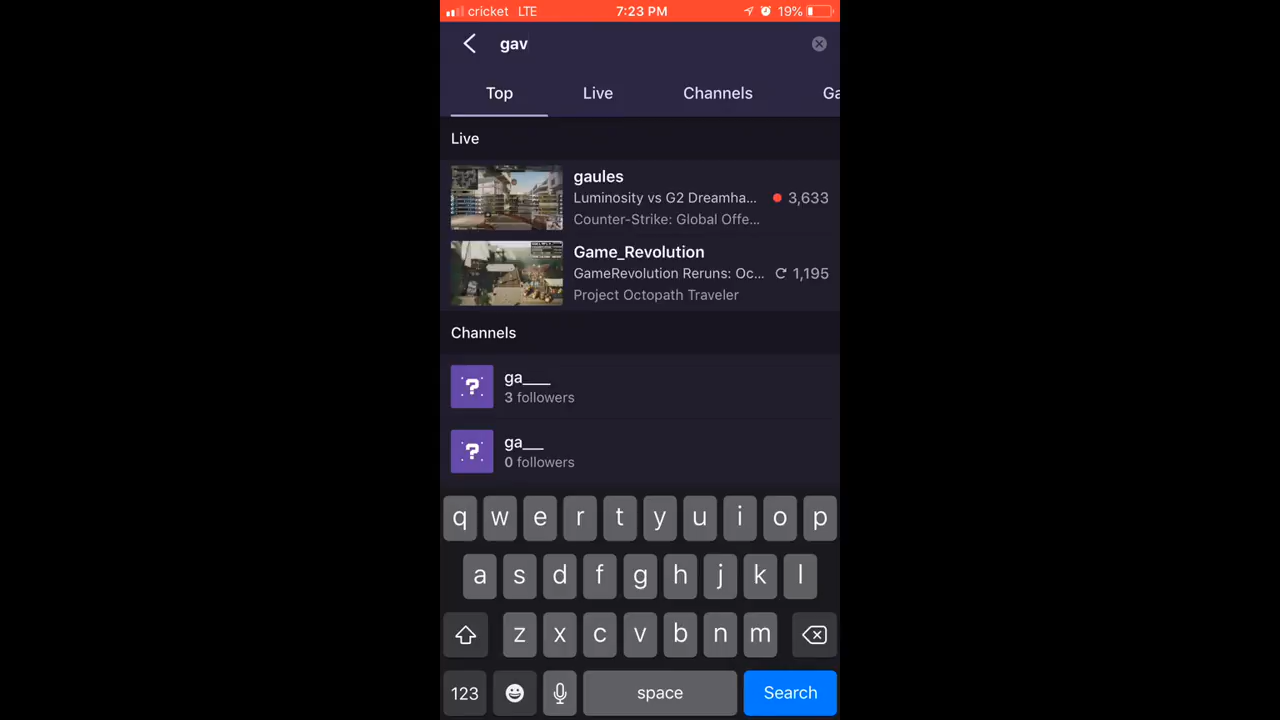 cricket LTE 7:23 PM 19%
gav
Top Live Channels Ga
Live
gaules
Luminosity vs G2 Dreamha... 3,633
Counter-Strike: Global Offe...
Game_Revolution
GameRevolution Reruns: Oc... 1,195
Project Octopath Traveler
Channels
ga____
3 followers
ga___
0 followers
q w e r t y u i o p
a s d f g h j k l
z x c v b n m
123 space Search